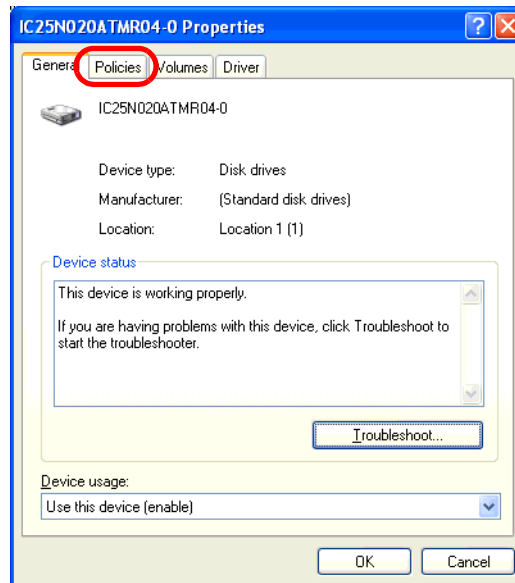 IC25N020ATMR04-0 Properties
General Policies Volumes Driver
IC25N020ATMR04-0
Device type: Disk drives
Manufacturer: (Standard disk drives)
Location: Location 1 (1)
Device status
This device is working properly.
If you are having problems with this device, click Troubleshoot to
start the troubleshooter.
Troubleshoot...
Device usage:
Use this device (enable)
OK Cancel